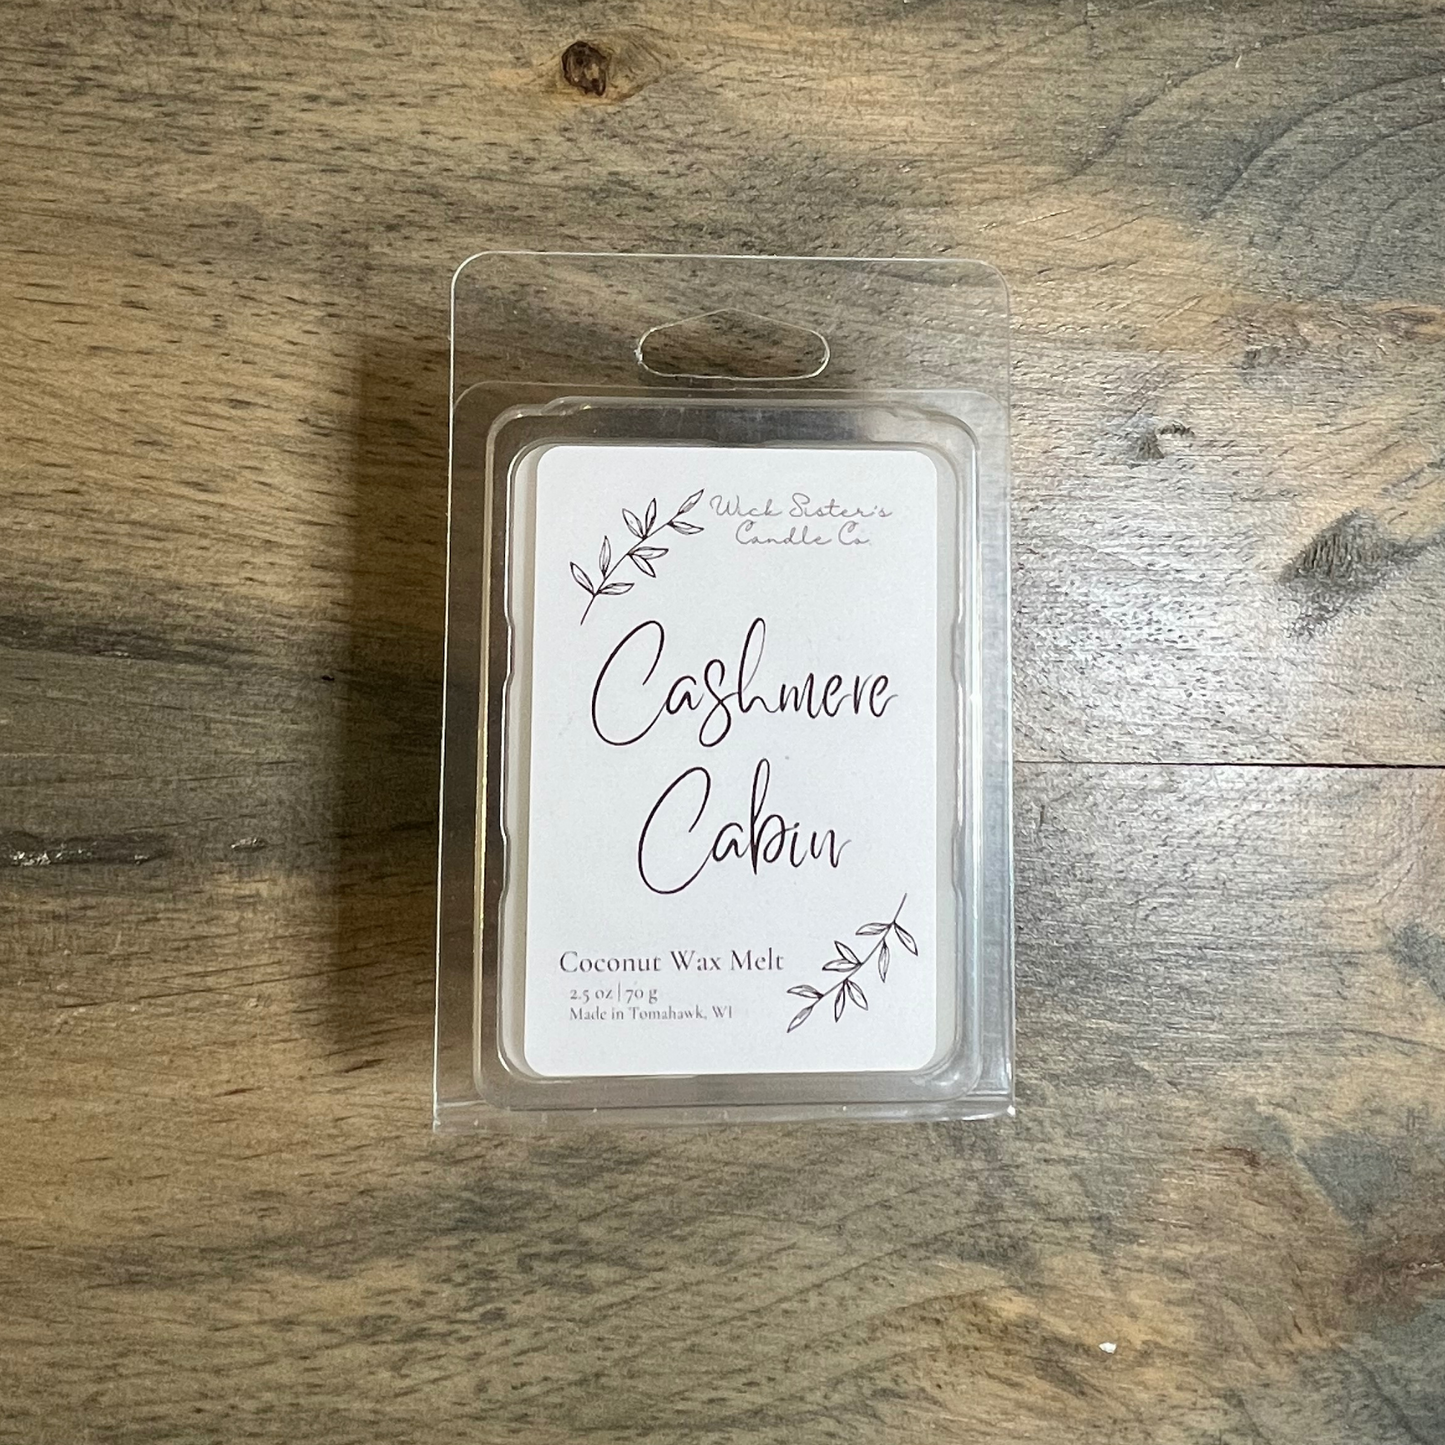 Wick Sister's
Candle Co.
Cashmere
Cabin
Coconut Wax Melt
2.5 oz | 70 g
Made in Tomahawk, WI